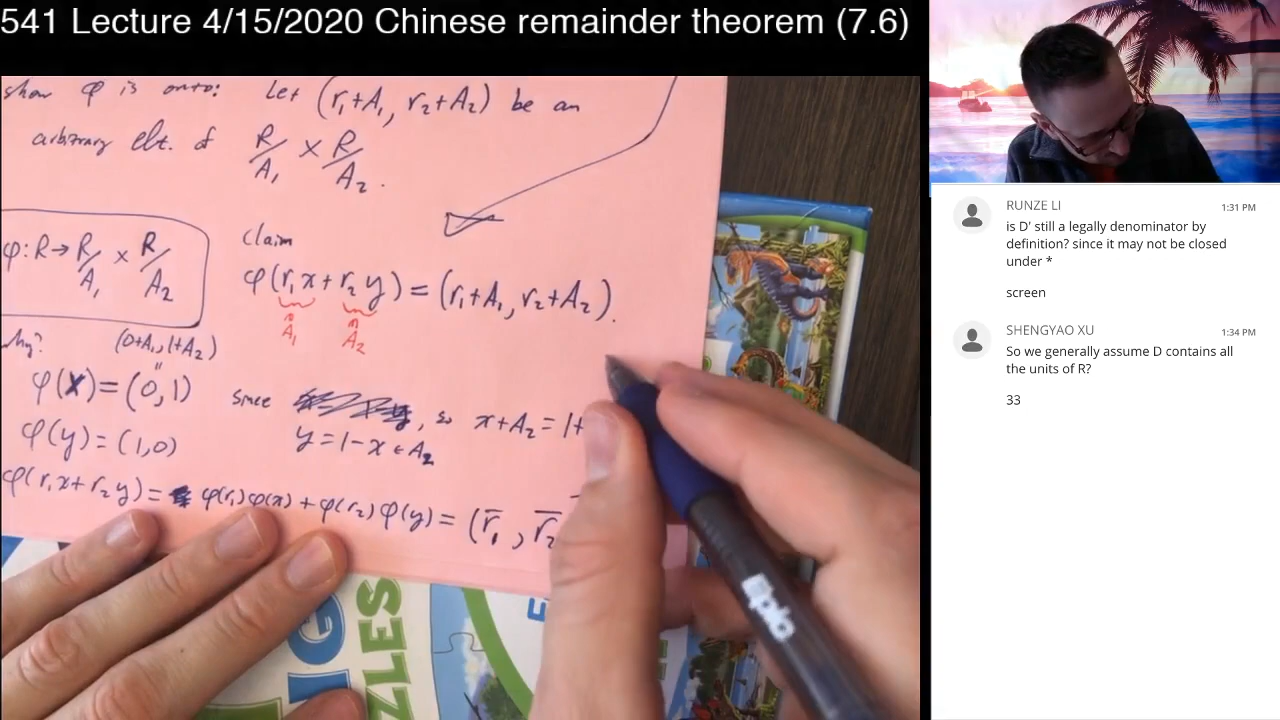 541 Lecture 4/15/2020 Chinese remainder theorem (7.6)
show φ is onto: Let (r₁+A₁, r₂+A₂) be an
arbitrary elt. of R/A₁ × R/A₂.
φ: R→R/A₁ × R/A₂
claim
φ(r₁x+r₂y) = (r₁+A₁, r₂+A₂).
A₁ A₂
why?
(0+A₁, 1+A₂)
φ(x)=(0,1) since , so x+A₂=1+
φ(y)=(1,0) y=1-x∈A₂
φ(r₁x+r₂y)= φ(r₁)φ(x)+φ(r₂)φ(y)=(r̅₁, r̅₂
RUNZE LI 1:31 PM
is D' still a legally denominator by
definition? since it may not be closed
under *
screen
SHENGYAO XU 1:34 PM
So we generally assume D contains all
the units of R?
33